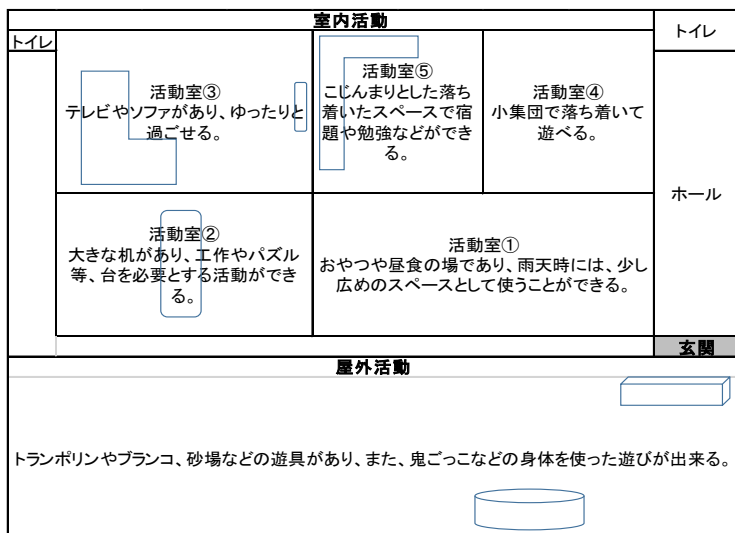 室内活動
トイレ
トイレ
活動室③
テレビやソファがあり、ゆったりと
過ごせる。
活動室⑤
こじんまりとした落ち
着いたスペースで宿
題や勉強などができ
る。
活動室④
小集団で落ち着いて
遊べる。
ホール
活動室②
大きな机があり、工作やパズル
等、台を必要とする活動ができ
る。
活動室①
おやつや昼食の場であり、雨天時には、少し
広めのスペースとして使うことができる。
玄関
屋外活動
トランポリンやブランコ、砂場などの遊具があり、また、鬼ごっこなどの身体を使った遊びが出来る。